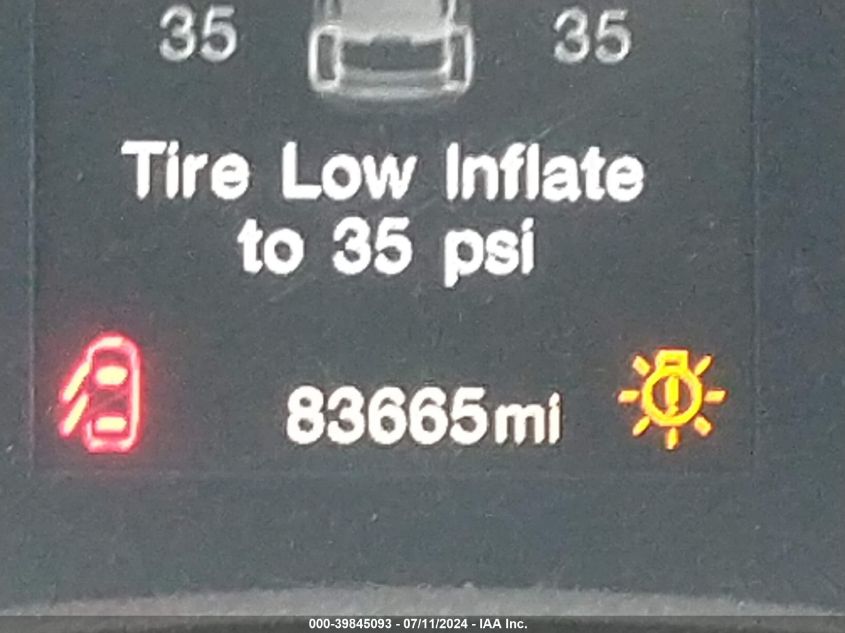 35 35
Tire Low Inflate
to 35 psi
83665mi
000-39845093 - 07/11/2024 - IAA Inc.